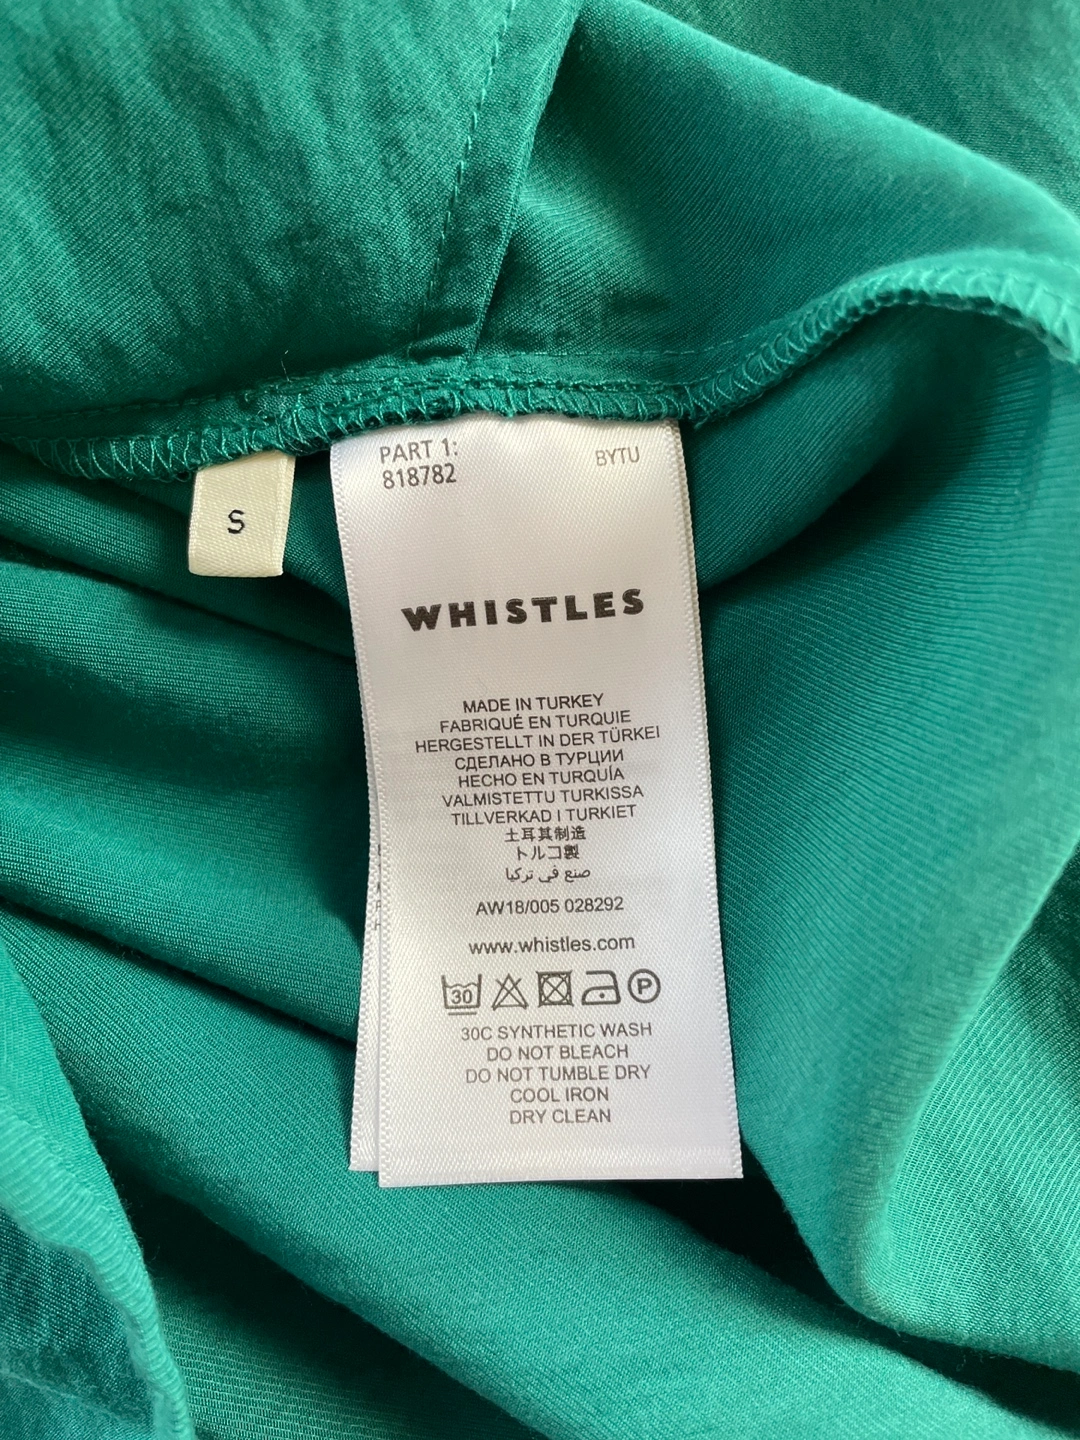 PART 1:
818782
BYTU
S
WHISTLES
MADE IN TURKEY
FABRIQUÉ EN TURQUIE
HERGESTELLT IN DER TÜRKEI
СДЕЛАНО В ТУРЦИИ
HECHO EN TURQUÍA
VALMISTETTU TURKISSA
TILLVERKAD I TURKIET
土耳其制造
トルコ製
صنع في تركيا
AW18/005 028292
www.whistles.com
30
P
30C SYNTHETIC WASH
DO NOT BLEACH
DO NOT TUMBLE DRY
COOL IRON
DRY CLEAN